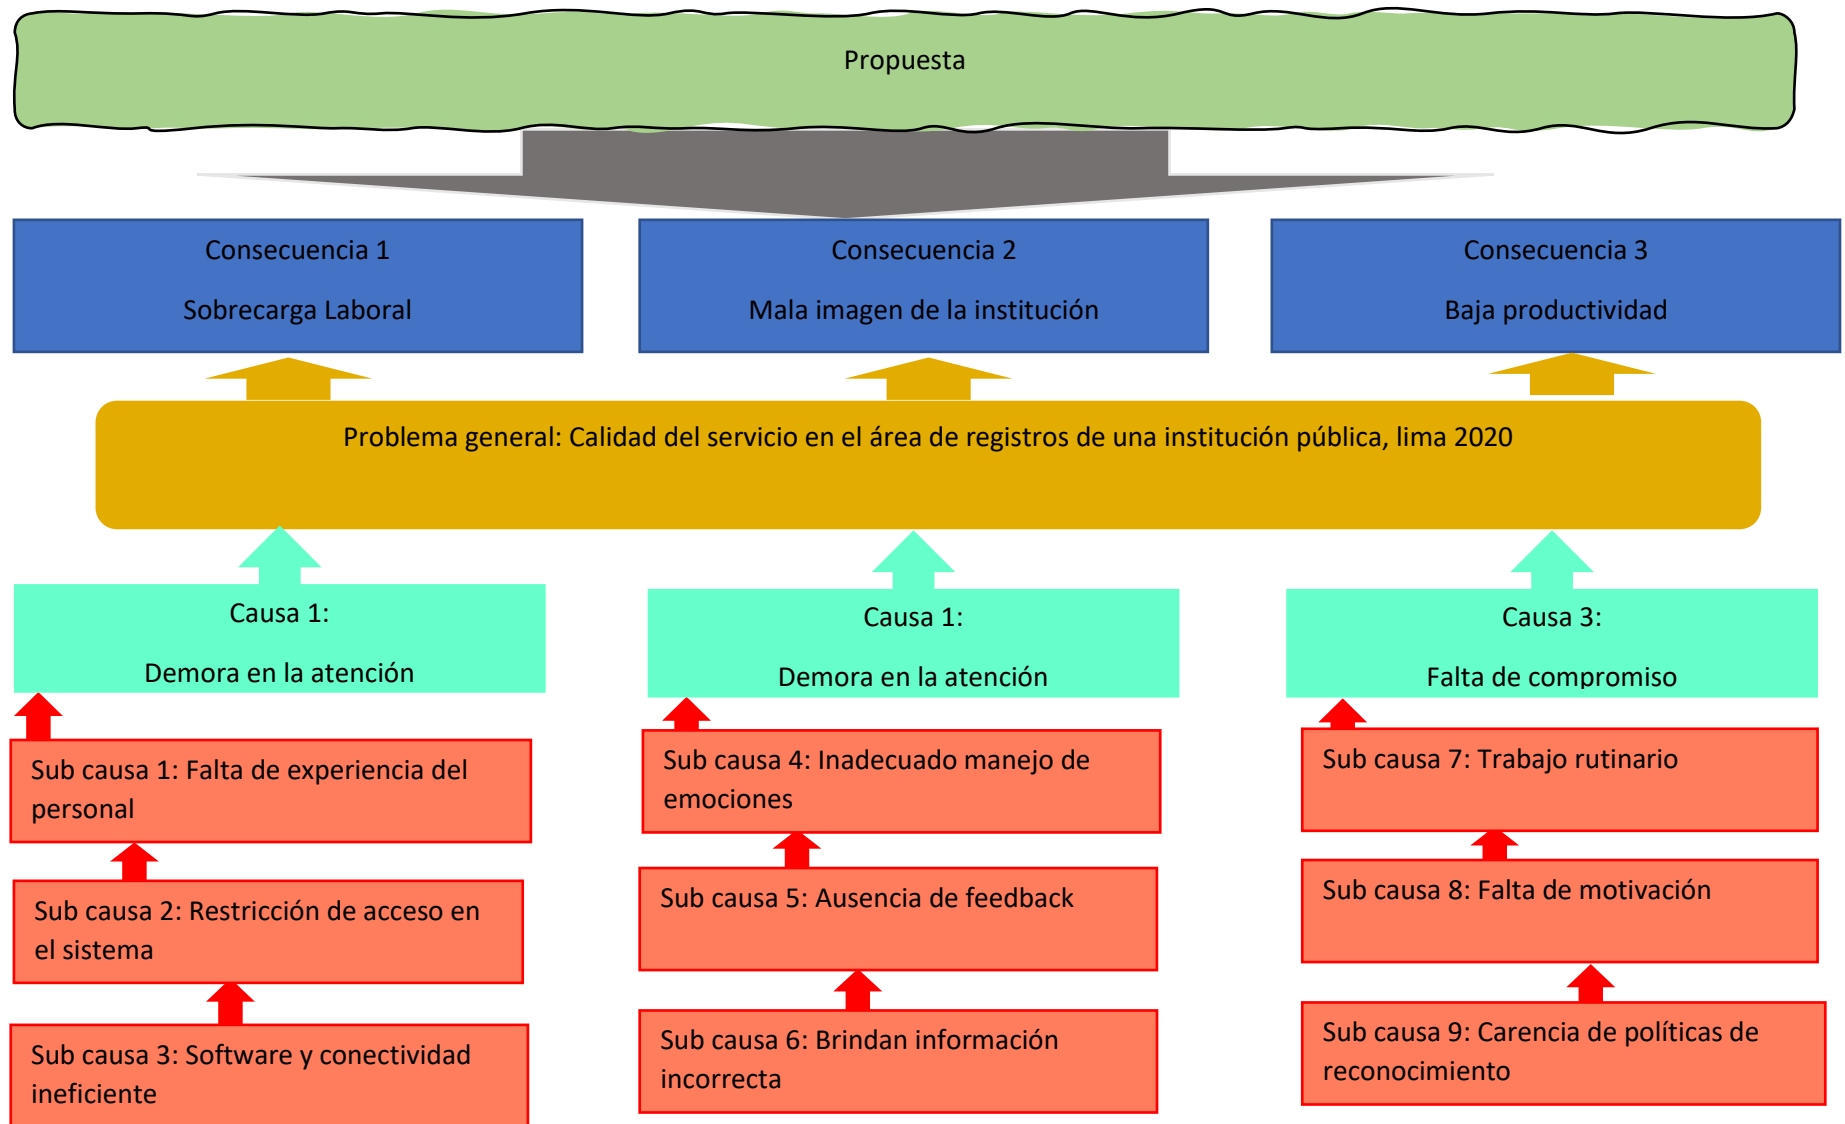 Propuesta
Consecuencia 1
Sobrecarga Laboral
Consecuencia 2
Mala imagen de la institución
Consecuencia 3
Baja productividad
Problema general: Calidad del servicio en el área de registros de una institución pública, lima 2020
Causa 1:
Demora en la atención
Causa 1:
Demora en la atención
Causa 3:
Falta de compromiso
Sub causa 1: Falta de experiencia del
personal
Sub causa 2: Restricción de acceso en
el sistema
Sub causa 3: Software y conectividad
ineficiente
Sub causa 4: Inadecuado manejo de
emociones
Sub causa 5: Ausencia de feedback
Sub causa 6: Brindan información
incorrecta
Sub causa 7: Trabajo rutinario
Sub causa 8: Falta de motivación
Sub causa 9: Carencia de políticas de
reconocimiento